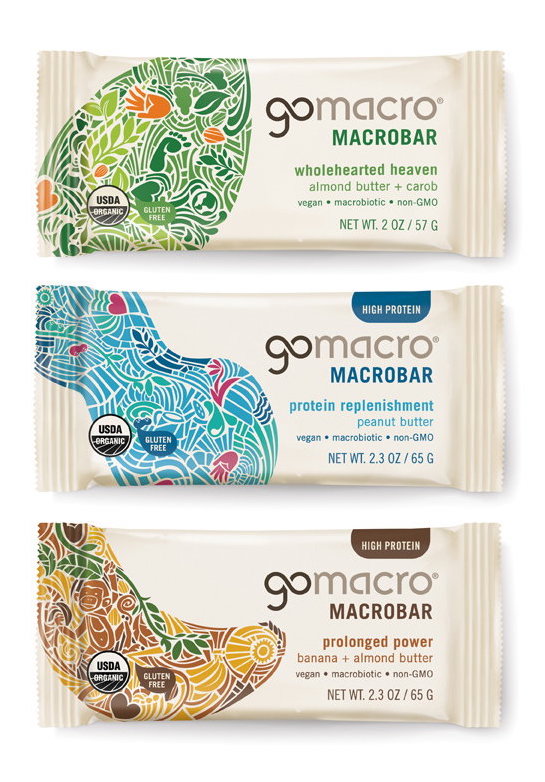 gomacro®
MACROBAR
wholehearted heaven
almond butter + carob
vegan • macrobiotic • non-GMO
NET WT. 2 OZ / 57 G
USDA
ORGANIC
GLUTEN
FREE
HIGH PROTEIN
gomacro®
MACROBAR
protein replenishment
peanut butter
vegan • macrobiotic • non-GMO
NET WT. 2.3 OZ / 65 G
USDA
ORGANIC
GLUTEN
FREE
HIGH PROTEIN
gomacro®
MACROBAR
prolonged power
banana + almond butter
vegan • macrobiotic • non-GMO
NET WT. 2.3 OZ / 65 G
USDA
ORGANIC
GLUTEN
FREE